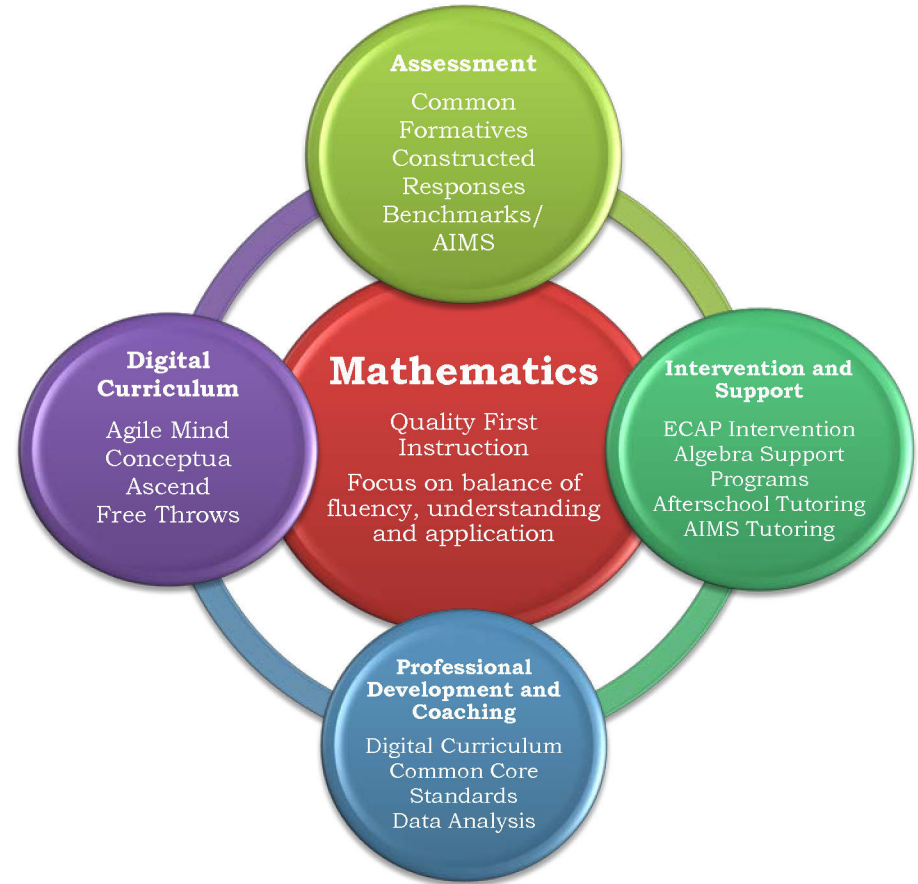 Assessment
Common
Formatives
Constructed
Responses
Benchmarks/
AIMS
Digital
Curriculum
Agile Mind
Conceptua
Ascend
Free Throws
Mathematics
Quality First
Instruction
Focus on balance of
fluency, understanding
and application
Intervention and
Support
ECAP Intervention
Algebra Support
Programs
Afterschool Tutoring
AIMS Tutoring
Professional
Development and
Coaching
Digital Curriculum
Common Core
Standards
Data Analysis